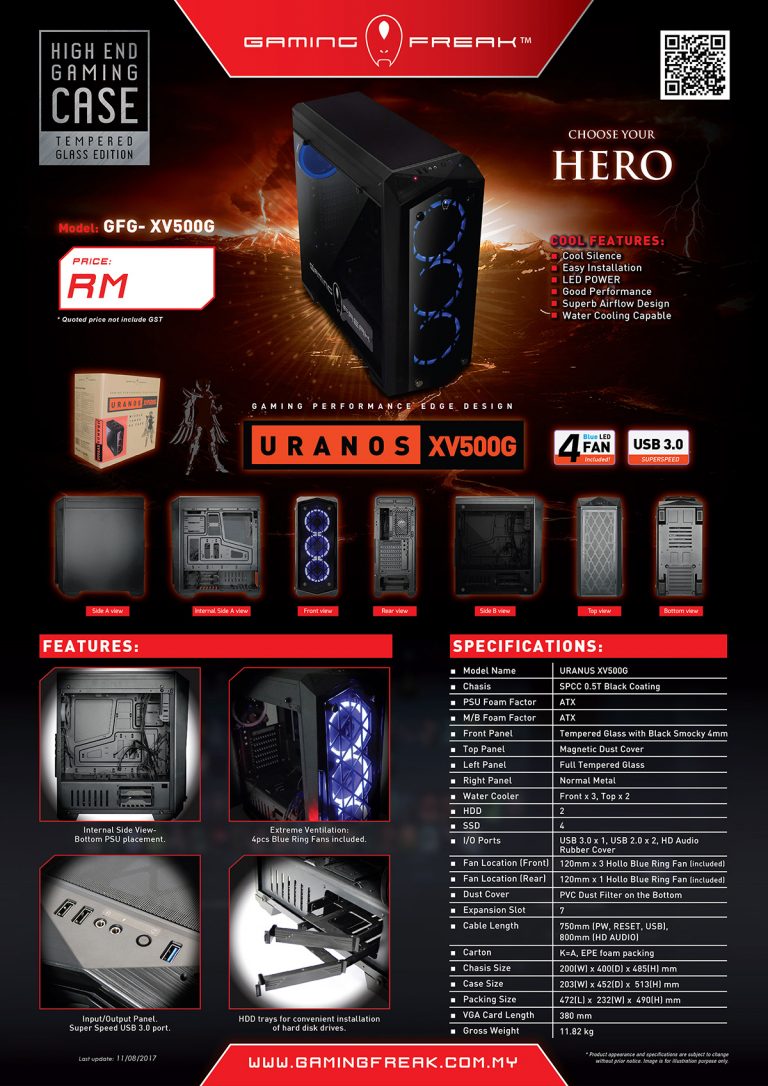 HIGH END
GAMING
CASE
TEMPERED
GLASS EDITION
GAMING FREAK™
CHOOSE YOUR
HERO
Model: GFG- XV500G
PRICE:
RM
* Quoted price not include GST
COOL FEATURES:
Cool Silence
Easy Installation
LED POWER
Good Performance
Superb Airflow Design
Water Cooling Capable
GAMING FREAK
GAMING PERFORMANCE EDGE DESIGN
URANOS XV500G
URANOS XV500G
4 Blue LED
FAN
Included!
USB 3.0
SUPERSPEED
Side A view
Internal Side A view
Front view
Rear view
Side B view
Top view
Bottom view
FEATURES:
Internal Side View-
Bottom PSU placement.
Extreme Ventilation:
4pcs Blue Ring Fans included.
Input/Output Panel.
Super Speed USB 3.0 port.
HDD trays for convenient installation
of hard disk drives.
SPECIFICATIONS:
Model Name URANUS XV500G
Chasis SPCC 0.5T Black Coating
PSU Foam Factor ATX
M/B Foam Factor ATX
Front Panel Tempered Glass with Black Smocky 4mm
Top Panel Magnetic Dust Cover
Left Panel Full Tempered Glass
Right Panel Normal Metal
Water Cooler Front x 3, Top x 2
HDD 2
SSD 4
I/O Ports USB 3.0 x 1, USB 2.0 x 2, HD Audio
Rubber Cover
Fan Location (Front) 120mm x 3 Hollo Blue Ring Fan (included)
Fan Location (Rear) 120mm x 1 Hollo Blue Ring Fan (included)
Dust Cover PVC Dust Filter on the Bottom
Expansion Slot 7
Cable Length 750mm (PW, RESET, USB),
800mm (HD AUDIO)
Carton K=A, EPE foam packing
Chasis Size 200(W) x 400(D) x 485(H) mm
Case Size 203(W) x 452(D) x 513(H) mm
Packing Size 472(L) x 232(W) x 490(H) mm
VGA Card Length 380 mm
Gross Weight 11.82 kg
Last update: 11/08/2017
WWW.GAMINGFREAK.COM.MY
* Product appearance and specifications are subject to change
without prior notice. Image is for illustration purpose only.